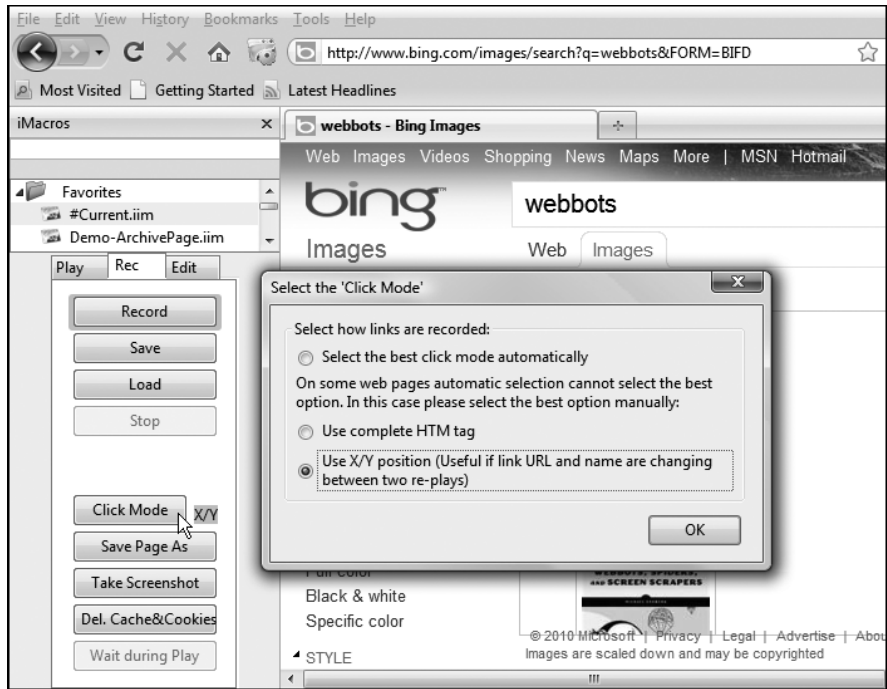 File Edit View History Bookmarks Tools Help
http://www.bing.com/images/search?q=webbots&FORM=BIFD
Most Visited Getting Started Latest Headlines
iMacros
webbots - Bing Images
Web Images Videos Shopping News Maps More | MSN Hotmail
Favorites
#Current.iim
Demo-ArchivePage.iim
bing
webbots
Images
Web Images
Play Rec Edit
Record
Save
Load
Stop
Click Mode X/Y
Save Page As
Take Screenshot
Del. Cache&Cookies
Wait during Play
Select the 'Click Mode'
Select how links are recorded:
Select the best click mode automatically
On some web pages automatic selection cannot select the best
option. In this case please select the best option manually:
Use complete HTM tag
Use X/Y position (Useful if link URL and name are changing
between two re-plays)
OK
Full color
Black & white
Specific color
STYLE
WEBBOTS, SPIDERS,
AND SCREEN SCRAPERS
© 2010 Microsoft | Privacy | Legal | Advertise | Abou
Images are scaled down and may be copyrighted